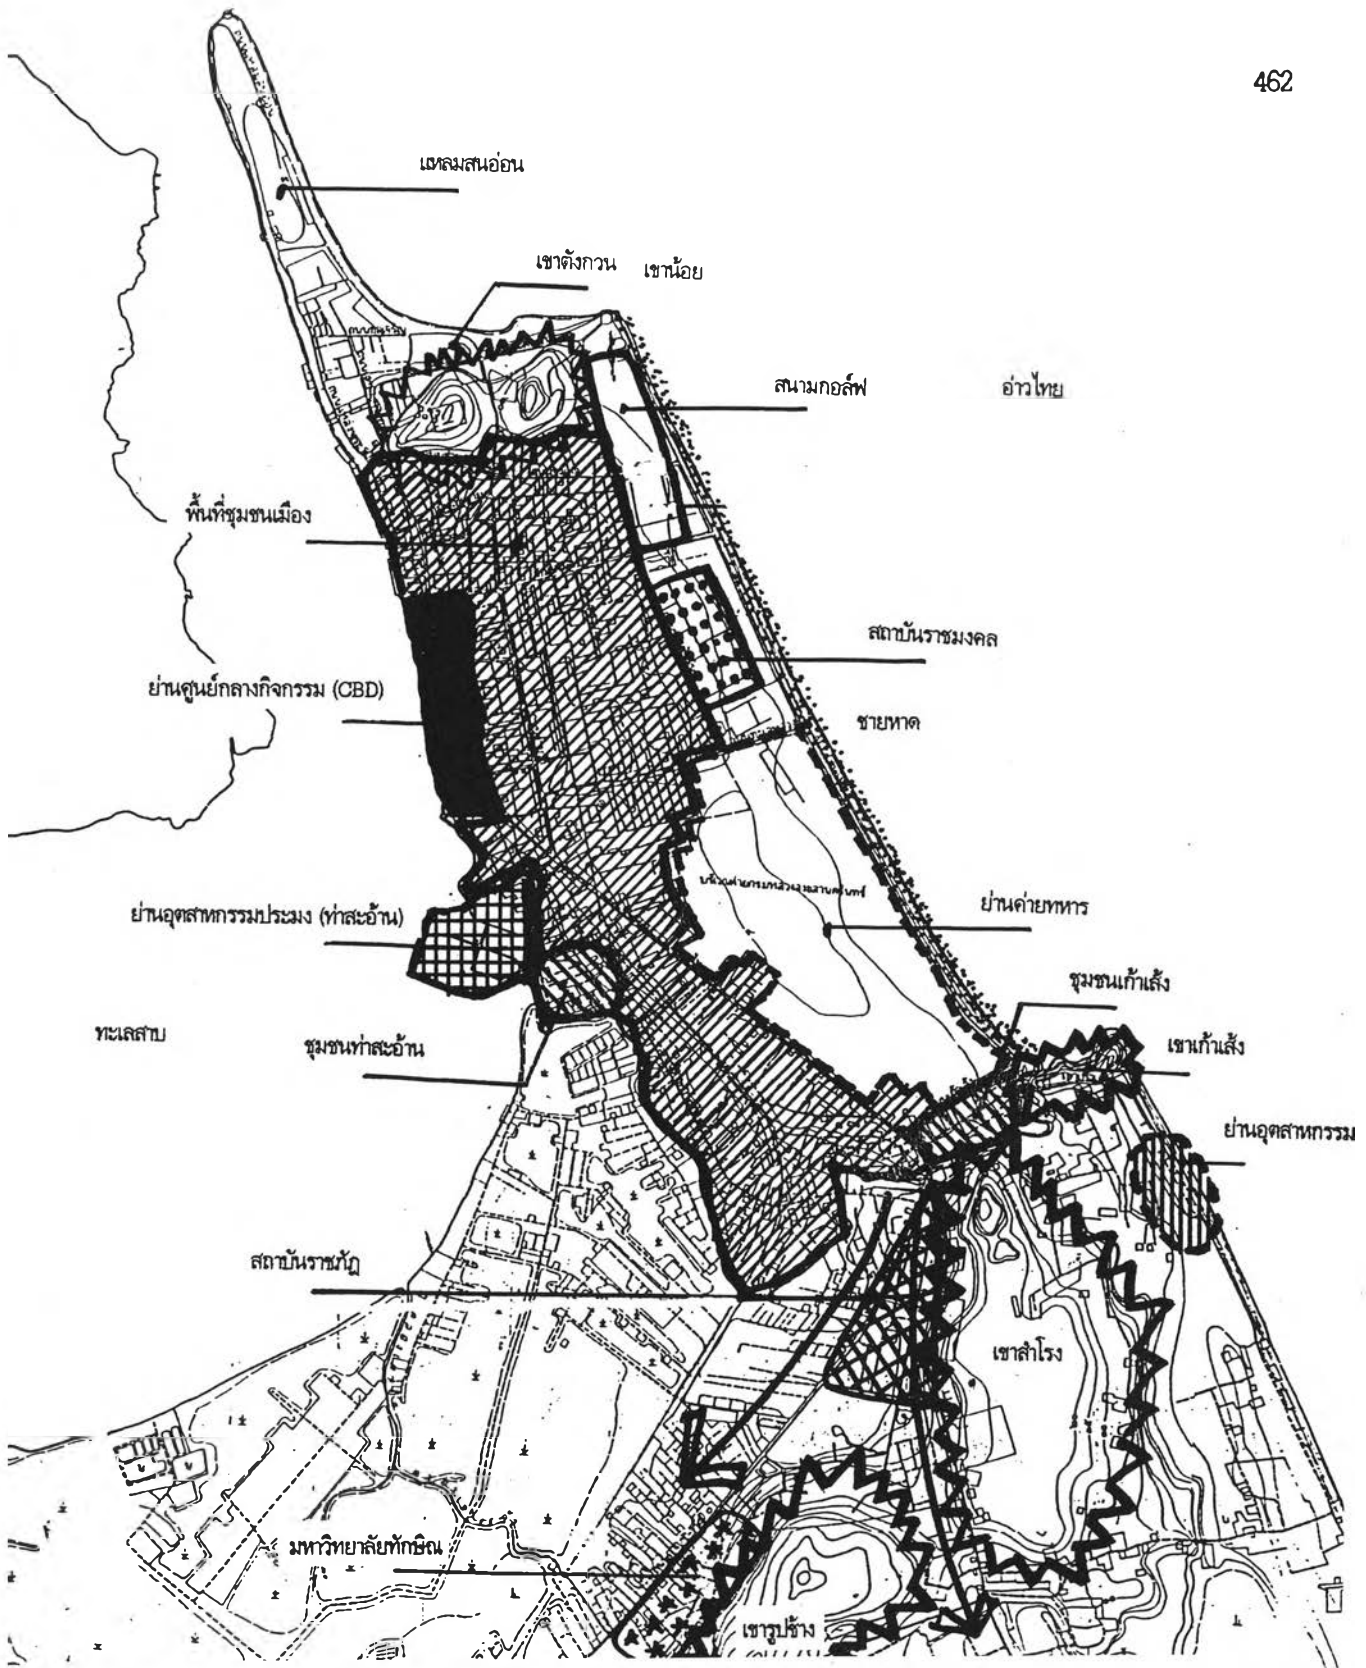 462
แหลมสนอ่อน
เขาตังกวน เขาน้อย
สนามกอล์ฟ
อ่าวไทย
พื้นที่ชุมชนเมือง
สถาบันราชมงคล
ย่านศูนย์กลางกิจกรรม (CBD)
ชายหาด
ย่านอุตสาหกรรมประมง (ท่าสะอ้าน)
ย่านค่ายทหาร
ชุมชนเก้าเส้ง
ทะเลสาบ
ชุมชนท่าสะอ้าน
เขาเก้าเส้ง
ย่านอุตสาหกรรม
สถาบันราชภัฏ
เขาสำโรง
มหาวิทยาลัยทักษิณ
เขารูปช้าง